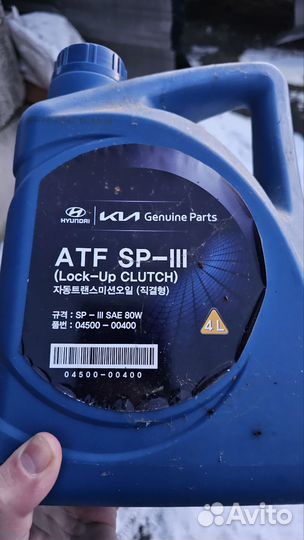 HYUNDAI KIA Genuine Parts
ATF SP-III
(Lock-Up CLUTCH)
자동트랜스미션오일 (직결형)
규격 : SP - III SAE 80W
품번 : 04500 - 00400
4L
04500-00400
Avito